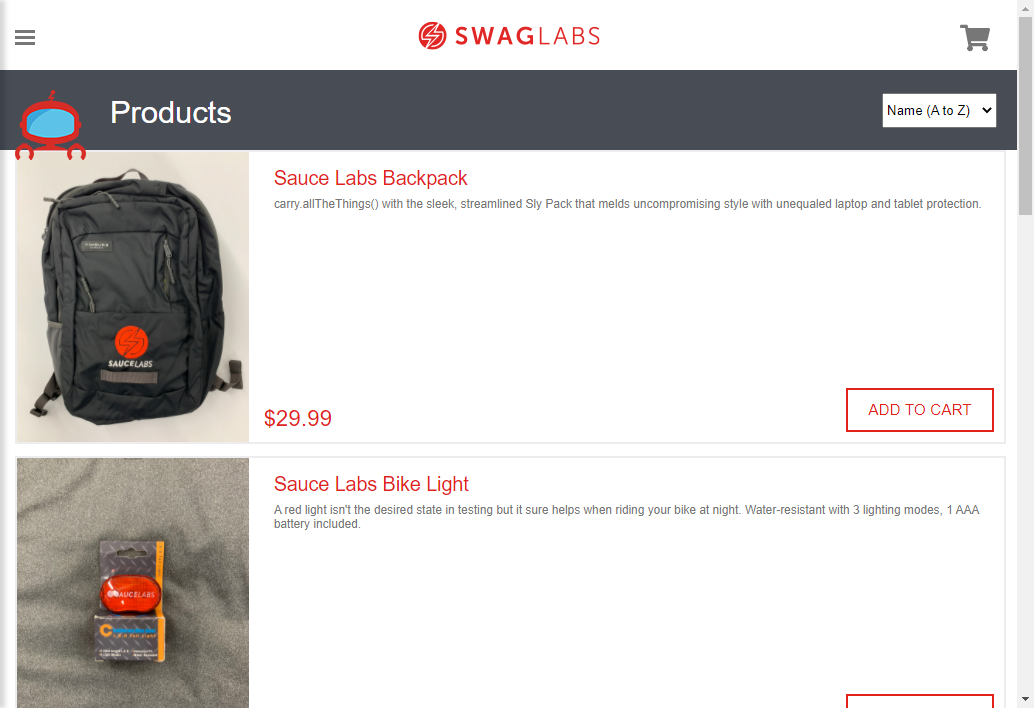 SWAGLABS
Products
Name (A to Z)
Sauce Labs Backpack
carry.allTheThings() with the sleek, streamlined Sly Pack that melds uncompromising style with unequaled laptop and tablet protection.
SAUCELABS
$29.99
ADD TO CART
Sauce Labs Bike Light
A red light isn't the desired state in testing but it sure helps when riding your bike at night. Water-resistant with 3 lighting modes, 1 AAA
battery included.
SAUCELABS